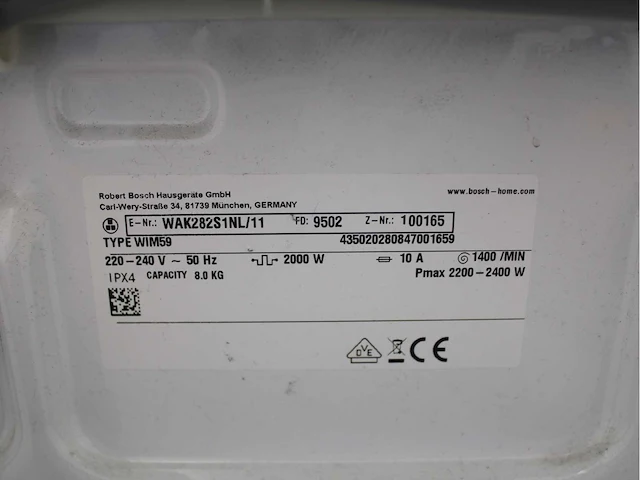 Robert Bosch Hausgeräte GmbH www.bosch-home.com
Carl-Wery-Straße 34, 81739 München, GERMANY
E-Nr.: WAK282S1NL/11 FD: 9502 Z-Nr.: 100165
TYPE WIM59 435020280847001659
220-240 V ~ 50 Hz 2000 W 10 A 1400 /MIN
IPX4 CAPACITY 8.0 KG Pmax 2200-2400 W
DVE CE